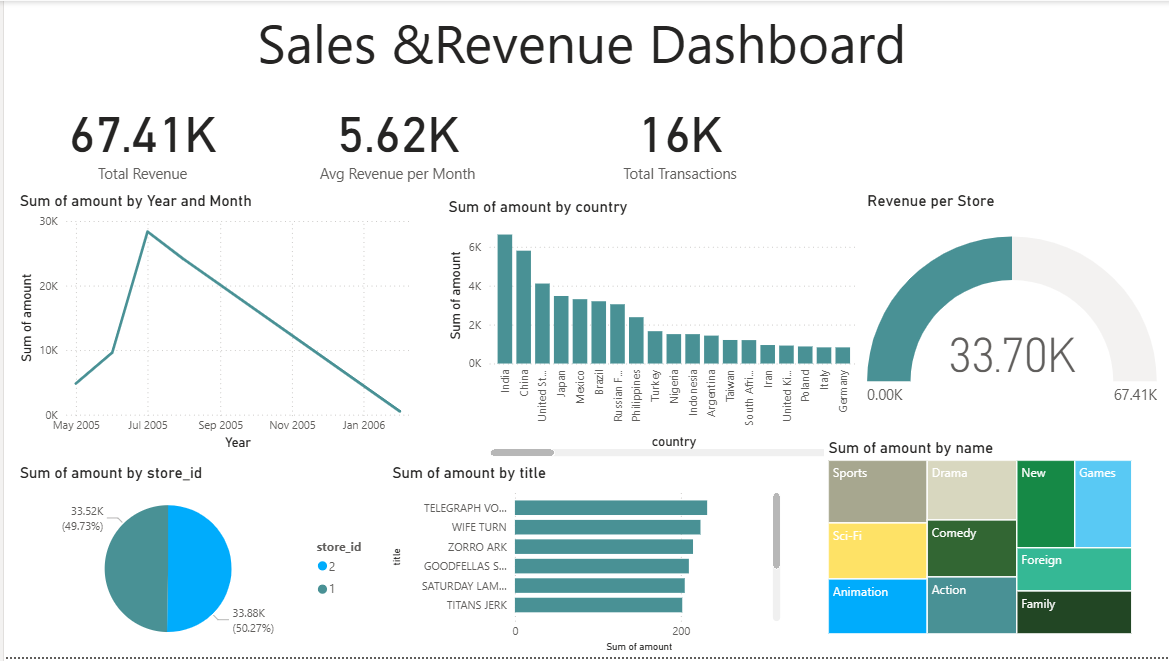 Sales &Revenue Dashboard
67.41K
Total Revenue
5.62K
Avg Revenue per Month
16K
Total Transactions
Sum of amount by Year and Month
30K
20K
10K
0K
Sum of amount
May 2005
Jul 2005
Sep 2005
Nov 2005
Jan 2006
Year
Sum of amount by country
6K
4K
2K
0K
Sum of amount
India
China
United St...
Japan
Mexico
Brazil
Russian F...
Philippines
Turkey
Nigeria
Indonesia
Argentina
Taiwan
South Afri...
Iran
United Ki...
Poland
Italy
Germany
country
Revenue per Store
33.70K
0.00K
67.41K
Sum of amount by store_id
33.52K
(49.73%)
33.88K
(50.27%)
store_id
2
1
Sum of amount by title
title
TELEGRAPH VO...
WIFE TURN
ZORRO ARK
GOODFELLAS S...
SATURDAY LAM...
TITANS JERK
0
200
Sum of amount
Sum of amount by name
Sports
Sci-Fi
Animation
Drama
Comedy
Action
New
Games
Foreign
Family